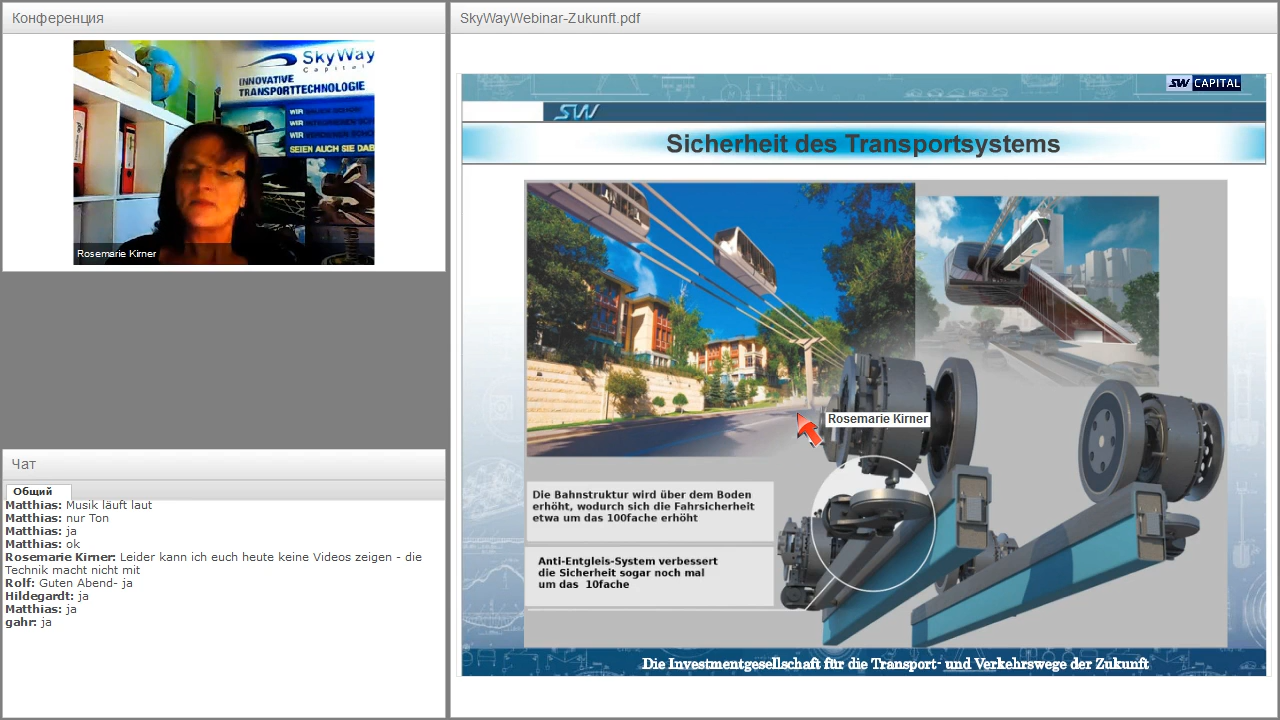 Конференция
SkyWay
Capital
INNOVATIVE
TRANSPORTTECHNOLOGIE
WIR
WIR
WIR
SEIEN AUCH SIE DAB
Rosemarie Kirner
Чат
Общий
Matthias: Musik läuft laut
Matthias: nur Ton
Matthias: ja
Matthias: ok
Rosemarie Kirner: Leider kann ich euch heute keine Videos zeigen - die
Technik macht nicht mit
Rolf: Guten Abend- ja
Hildegardt: ja
Matthias: ja
gahr: ja
SkyWayWebinar-Zukunft.pdf
SW CAPITAL
SW
Sicherheit des Transportsystems
Rosemarie Kirner
Die Bahnstruktur wird über dem Boden
erhöht, wodurch sich die Fahrsicherheit
etwa um das 100fache erhöht
Anti-Entgleis-System verbessert
die Sicherheit sogar noch mal
um das 10fache
Die Investmentgesellschaft für die Transport- und Verkehrswege der Zukunft